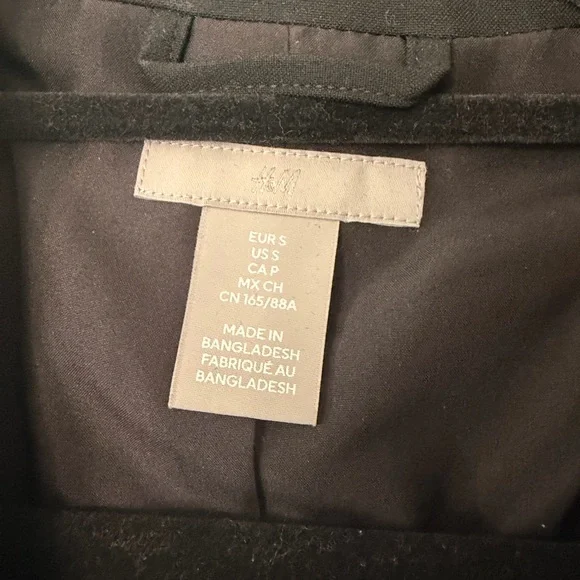 H&M
EUR S
US S
CA P
MX CH
CN 165/88A
MADE IN
BANGLADESH
FABRIQUÉ AU
BANGLADESH